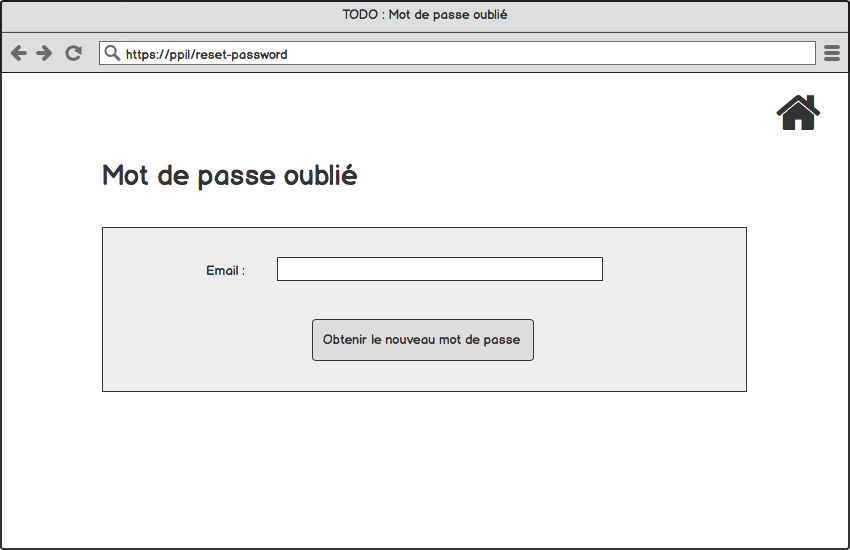 TODO : Mot de passe oublié
https://ppil/reset-password
Mot de passe oublié
Email :
Obtenir le nouveau mot de passe